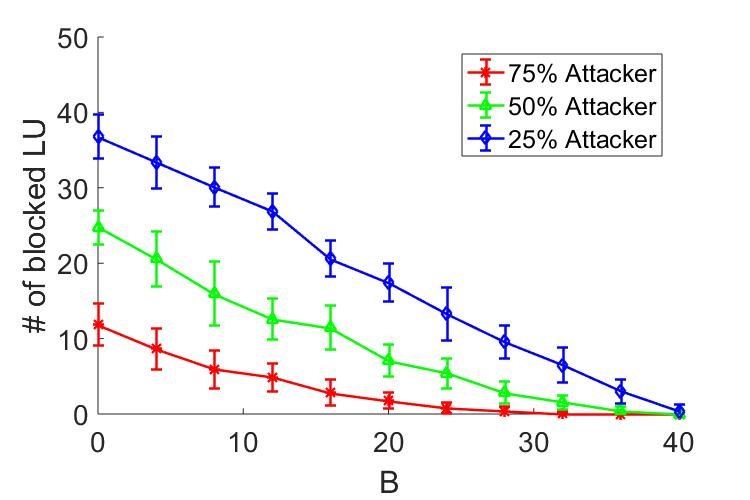 50
40
30
20
10
0
# of blocked LU
75% Attacker
50% Attacker
25% Attacker
0 10 20 30 40
B